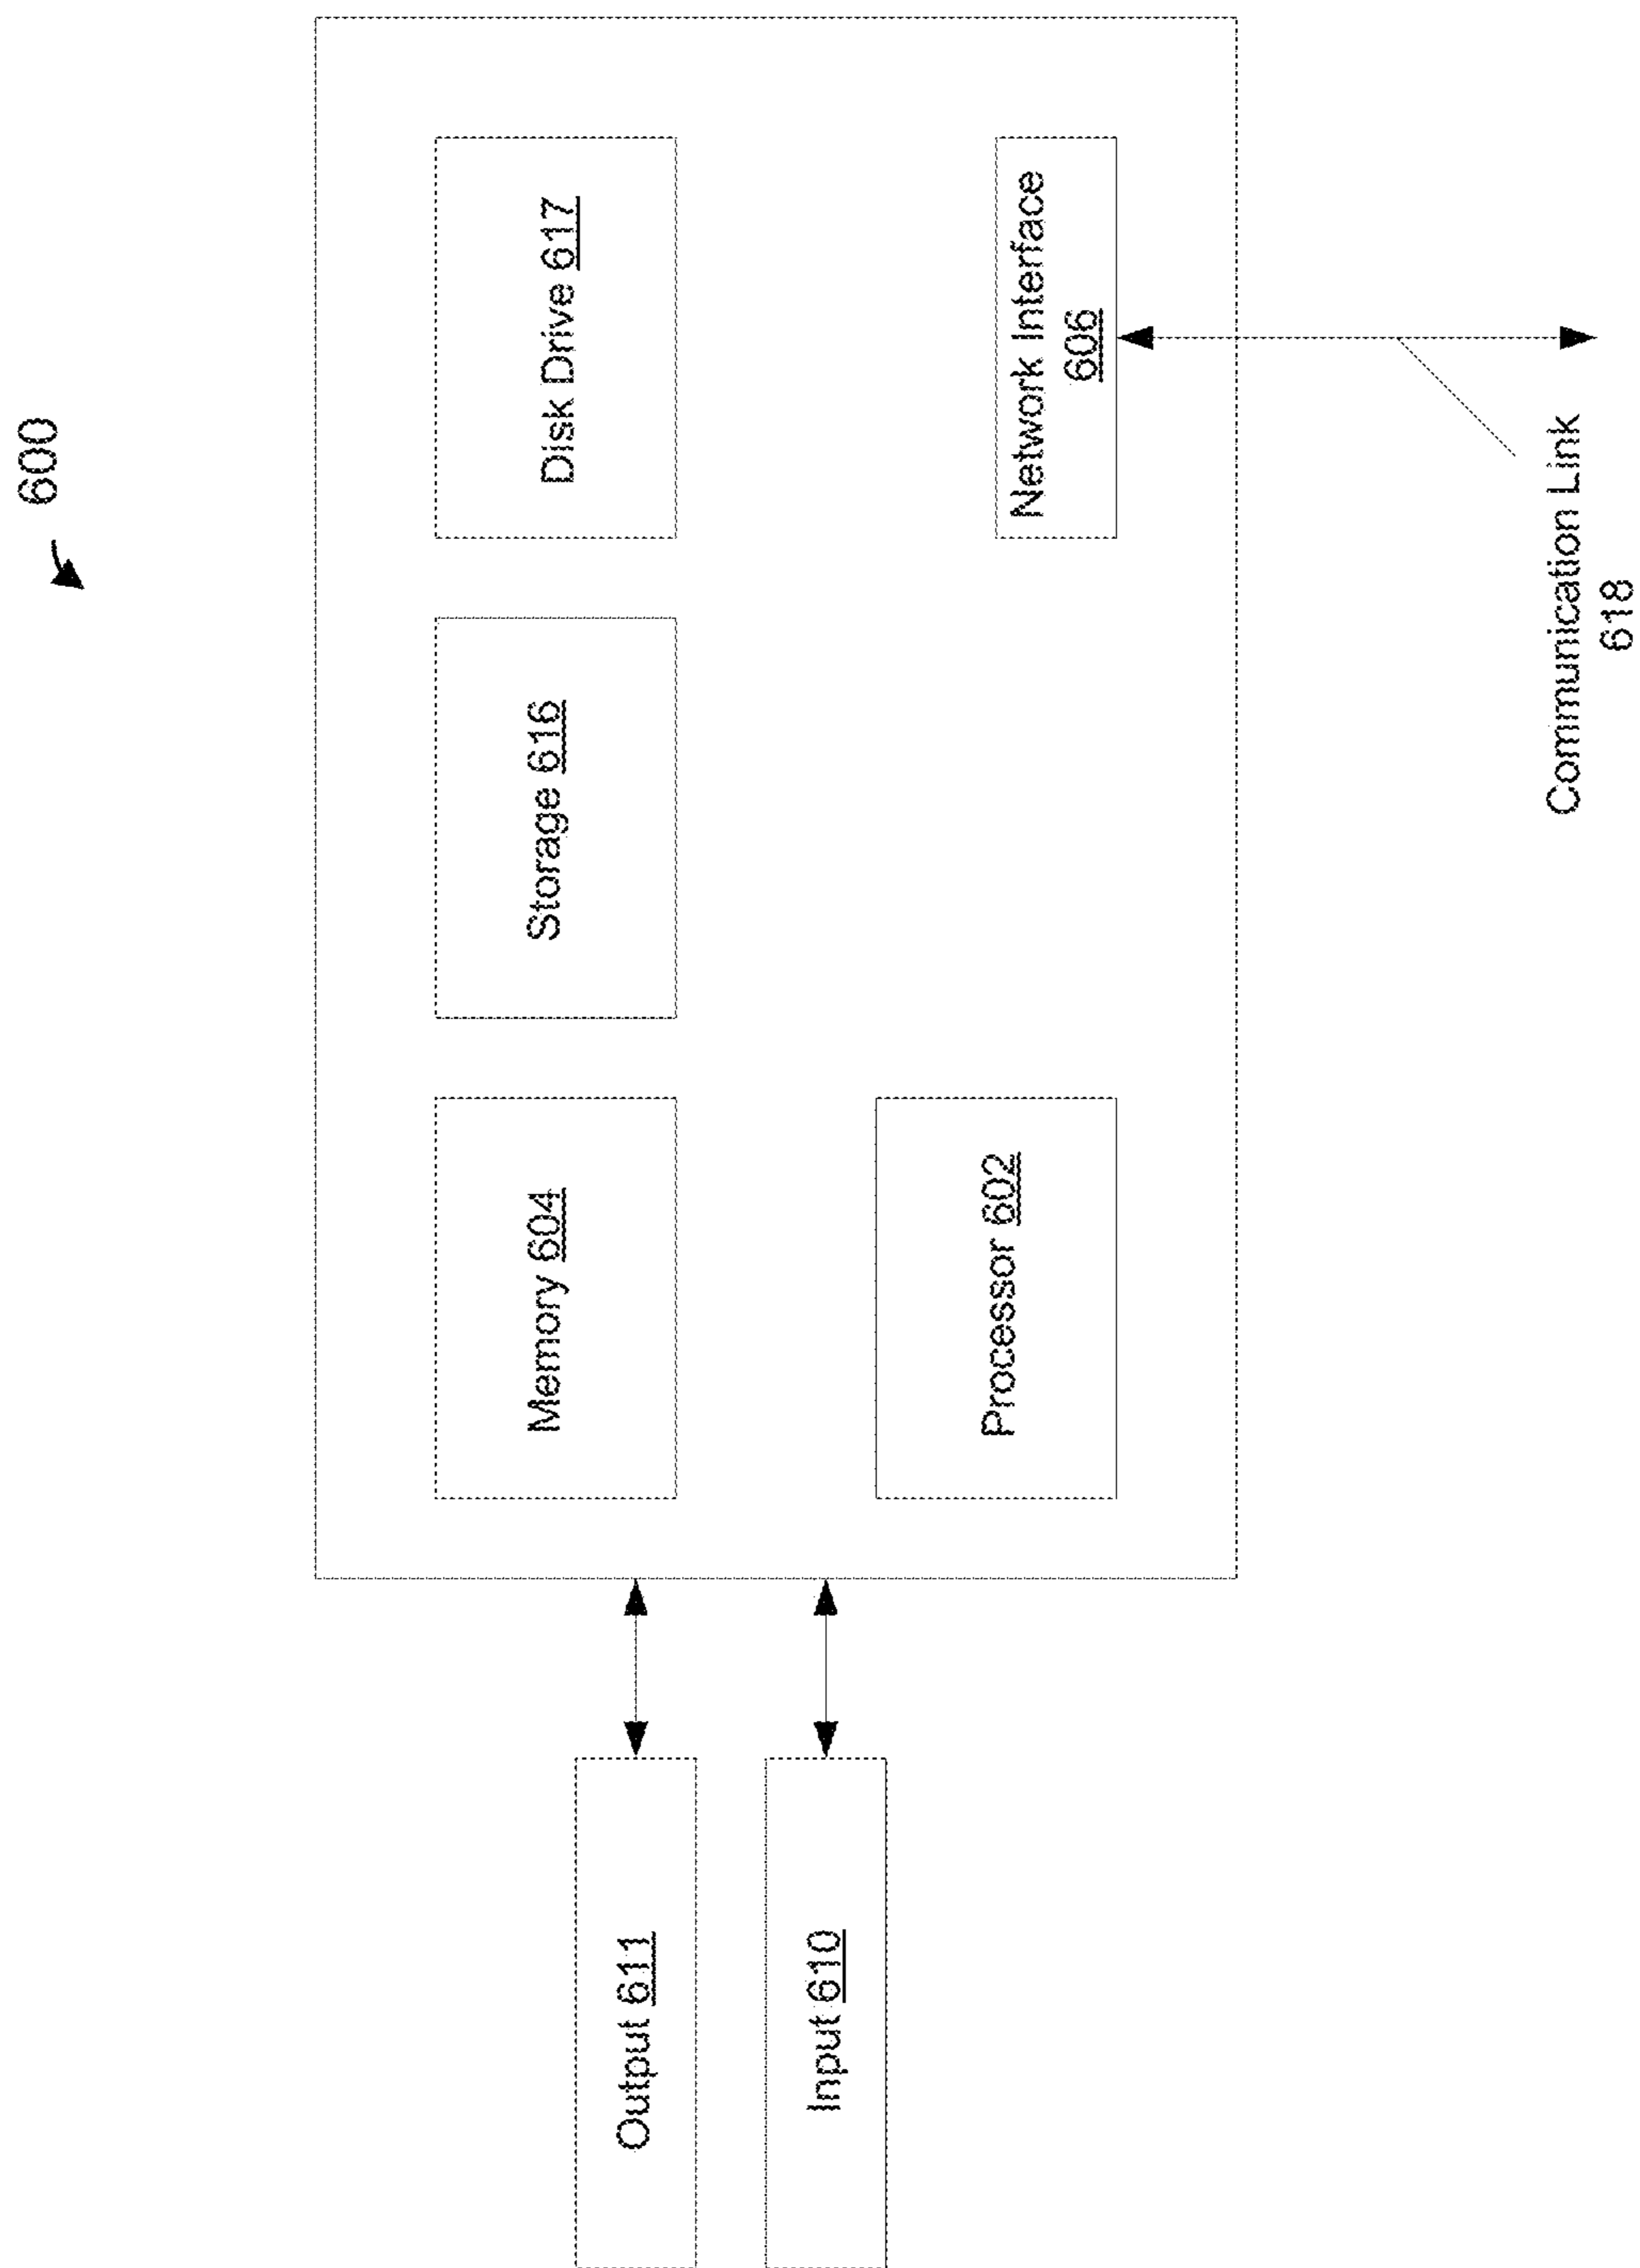 600
Output 611
Memory 604
Storage 616
Disk Drive 617
Input 610
Processor 602
Network Interface
606
Communication Link
618